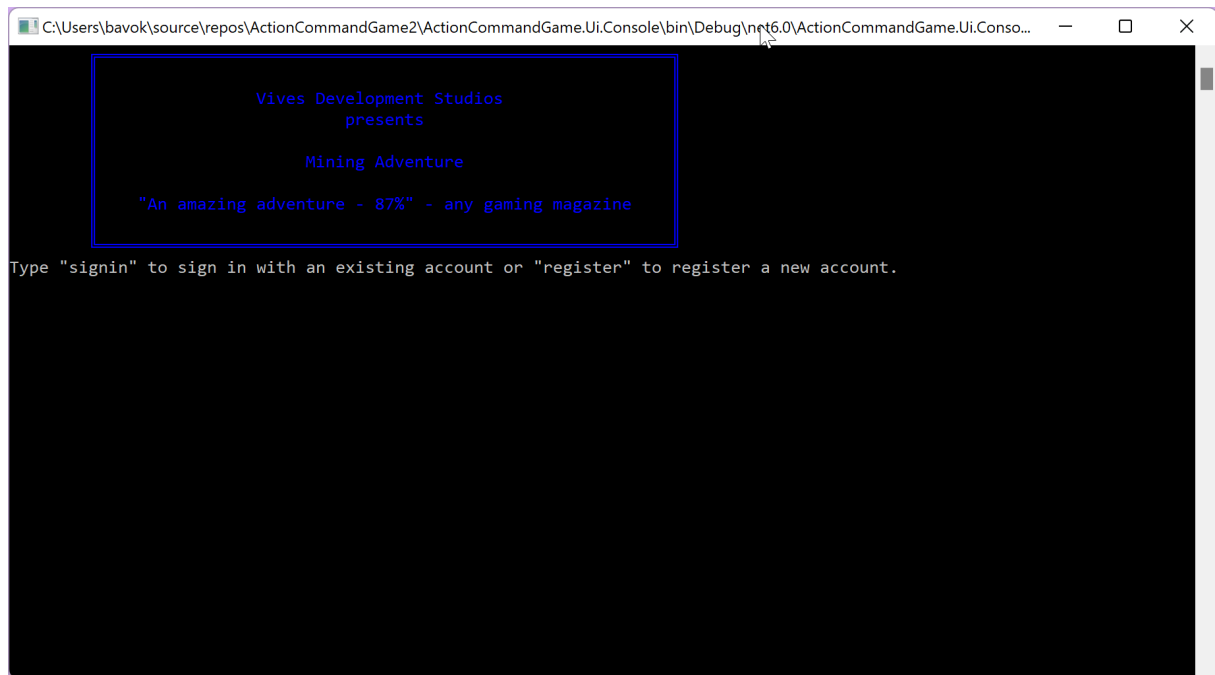 C:\Users\bavok\source\repos\ActionCommandGame2\ActionCommandGame.Ui.Console\bin\Debug\net6.0\ActionCommandGame.Ui.Conso...
Vives Development Studios
presents
Mining Adventure
"An amazing adventure - 87%" - any gaming magazine
Type "signin" to sign in with an existing account or "register" to register a new account.